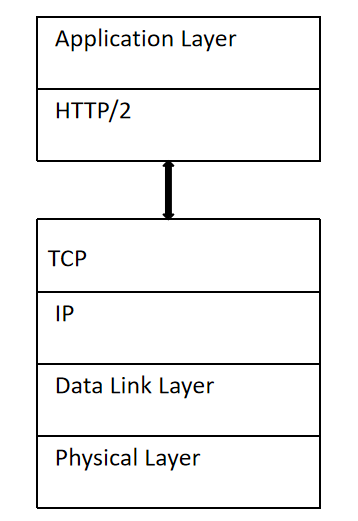 Application Layer
HTTP/2
TCP
IP
Data Link Layer
Physical Layer